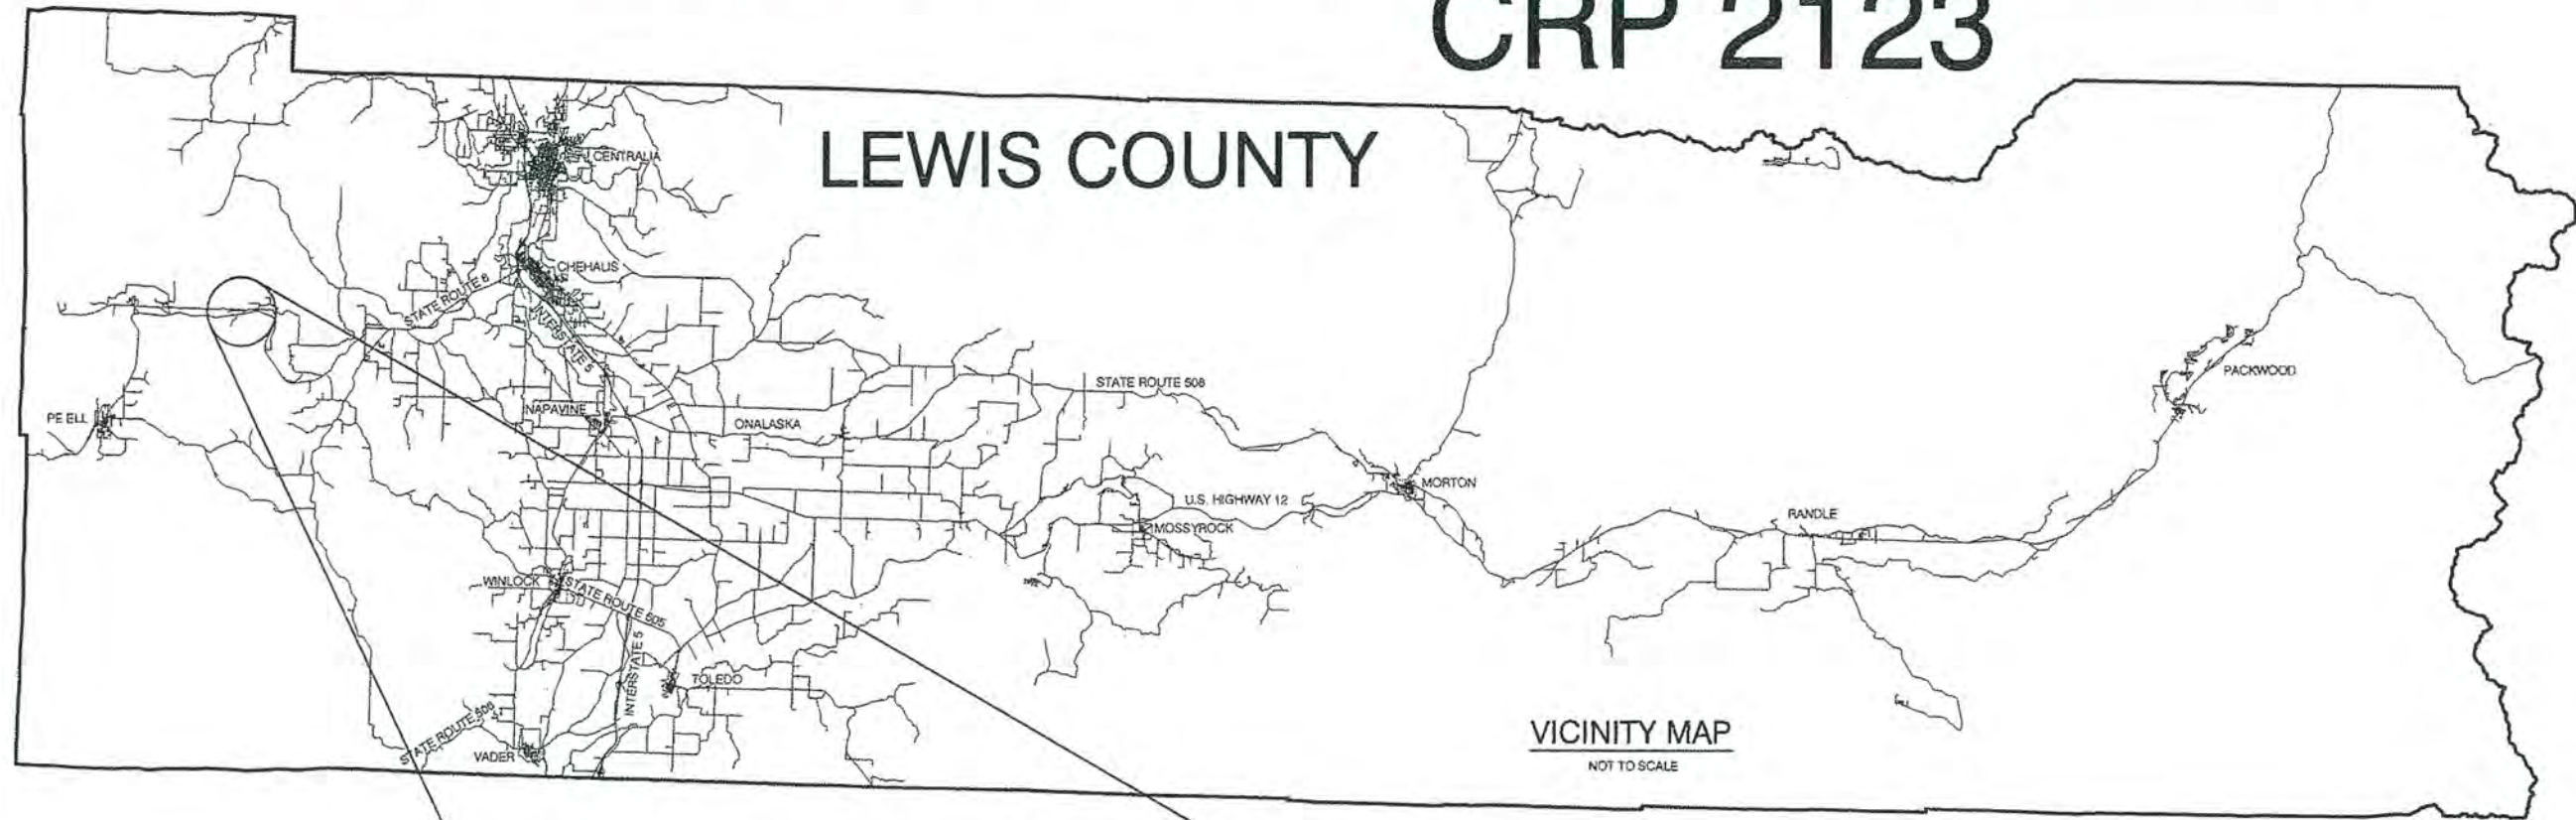 CRP 2123
LEWIS COUNTY
CENTRALIA
CHEHALIS
STATE ROUTE 6
INTERSTATE 5
STATE ROUTE 508
PACKWOOD
PE ELL
NAPAVINE
ONALASKA
MORTON
U.S. HIGHWAY 12
RANDLE
MOSSYROCK
WINLOCK
STATE ROUTE 505
INTERSTATE 5
TOLEDO
STATE ROUTE 506
VADER
VICINITY MAP
NOT TO SCALE